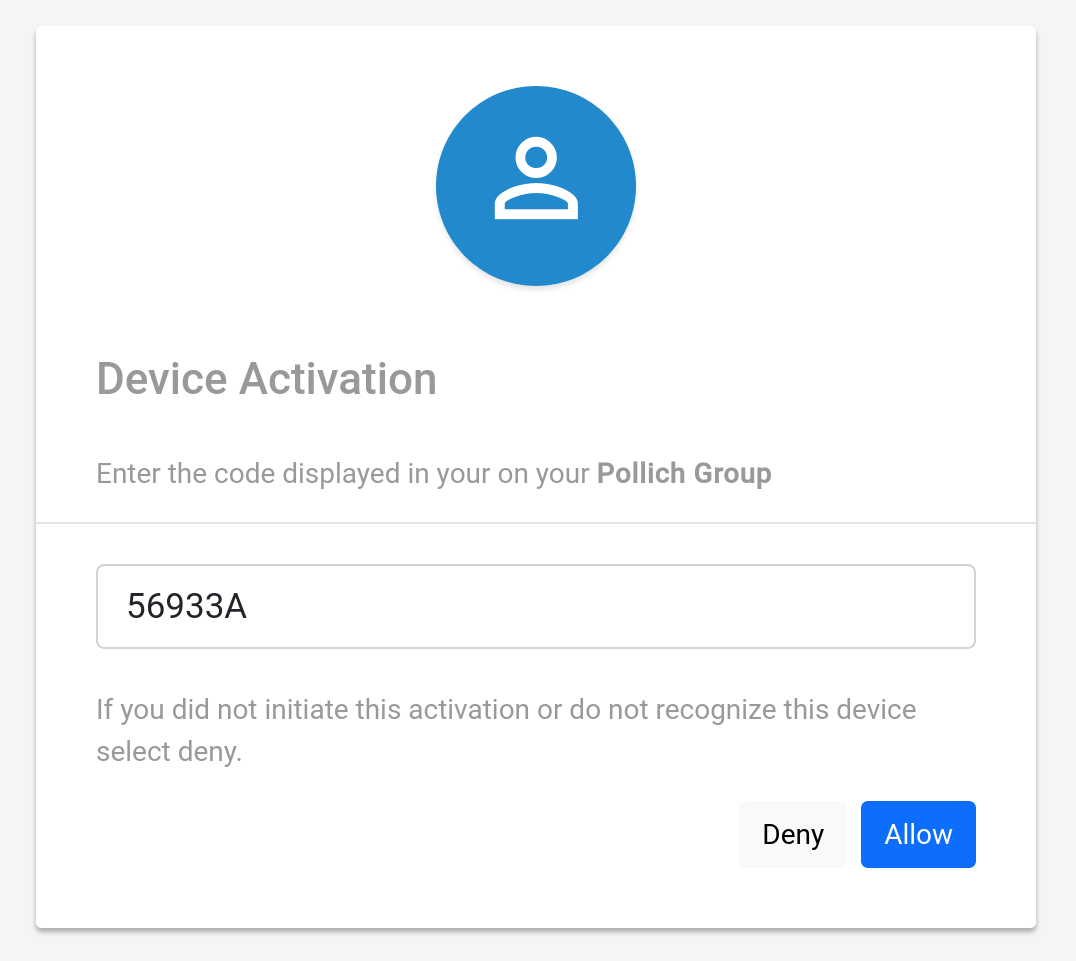 Device Activation
Enter the code displayed in your on your Pollich Group
56933A
If you did not initiate this activation or do not recognize this device
select deny.
Deny Allow